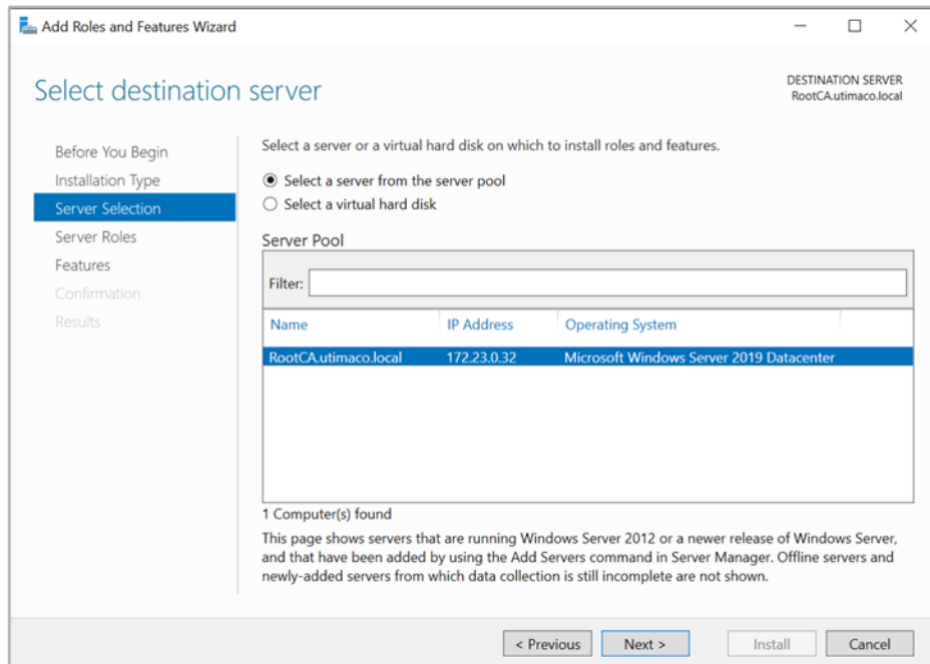 Add Roles and Features Wizard
Select destination server
DESTINATION SERVER
RootCA.utimaco.local
Before You Begin
Installation Type
Server Selection
Server Roles
Features
Confirmation
Results
Select a server or a virtual hard disk on which to install roles and features.
Select a server from the server pool
Select a virtual hard disk
Server Pool
Filter:
Name IP Address Operating System
RootCA.utimaco.local 172.23.0.32 Microsoft Windows Server 2019 Datacenter
1 Computer(s) found
This page shows servers that are running Windows Server 2012 or a newer release of Windows Server,
and that have been added by using the Add Servers command in Server Manager. Offline servers and
newly-added servers from which data collection is still incomplete are not shown.
< Previous Next > Install Cancel